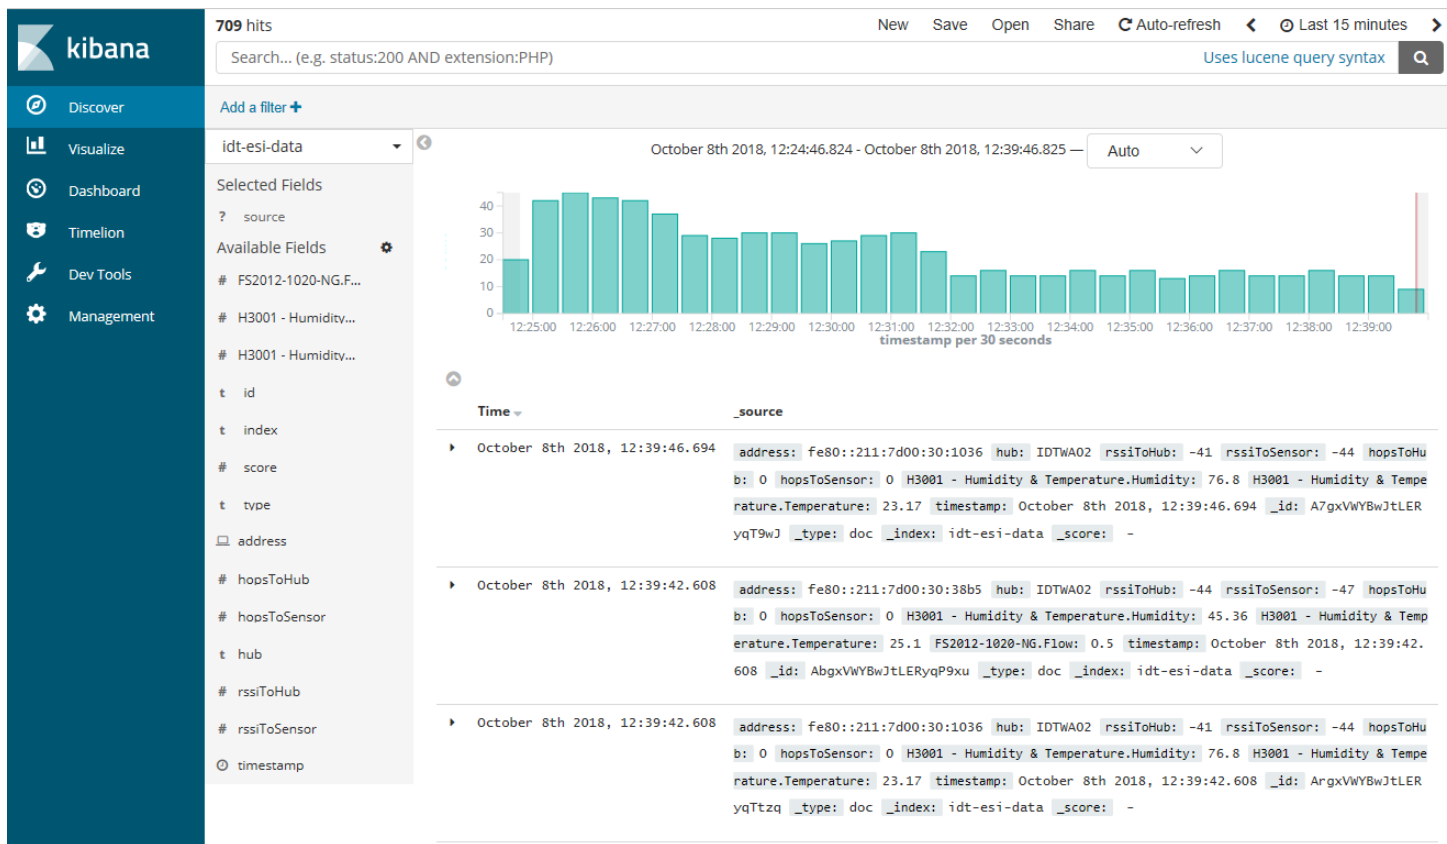 kibana
Discover
Visualize
Dashboard
Timelion
Dev Tools
Management
709 hits
New Save Open Share Auto-refresh Last 15 minutes
Search... (e.g. status:200 AND extension:PHP) Uses lucene query syntax
Add a filter
idt-esi-data
Selected Fields
? source
Available Fields
# FS2012-1020-NG.F...
# H3001 - Humidity...
# H3001 - Humidity...
t id
t index
# score
t type
address
# hopsToHub
# hopsToSensor
t hub
# rssiToHub
# rssiToSensor
timestamp
October 8th 2018, 12:24:46.824 - October 8th 2018, 12:39:46.825 — Auto
40
30
20
10
0
12:25:00 12:26:00 12:27:00 12:28:00 12:29:00 12:30:00 12:31:00 12:32:00 12:33:00 12:34:00 12:35:00 12:36:00 12:37:00 12:38:00 12:39:00
timestamp per 30 seconds
Time _source
October 8th 2018, 12:39:46.694 address: fe80::211:7d00:30:1036 hub: IDTWA02 rssiToHub: -41 rssiToSensor: -44 hopsToHu
b: 0 hopsToSensor: 0 H3001 - Humidity & Temperature.Humidity: 76.8 H3001 - Humidity & Tempe
rature.Temperature: 23.17 timestamp: October 8th 2018, 12:39:46.694 _id: A7gxVWYBwJtLER
yqT9wJ _type: doc _index: idt-esi-data _score: -
October 8th 2018, 12:39:42.608 address: fe80::211:7d00:30:38b5 hub: IDTWA02 rssiToHub: -44 rssiToSensor: -47 hopsToHu
b: 0 hopsToSensor: 0 H3001 - Humidity & Temperature.Humidity: 45.36 H3001 - Humidity & Temp
erature.Temperature: 25.1 FS2012-1020-NG.Flow: 0.5 timestamp: October 8th 2018, 12:39:42.
608 _id: AbgxVWYBwJtLERyqP9xu _type: doc _index: idt-esi-data _score: -
October 8th 2018, 12:39:42.608 address: fe80::211:7d00:30:1036 hub: IDTWA02 rssiToHub: -41 rssiToSensor: -44 hopsToHu
b: 0 hopsToSensor: 0 H3001 - Humidity & Temperature.Humidity: 76.8 H3001 - Humidity & Tempe
rature.Temperature: 23.17 timestamp: October 8th 2018, 12:39:42.608 _id: ArgxVWYBwJtLER
yqTtzq _type: doc _index: idt-esi-data _score: -